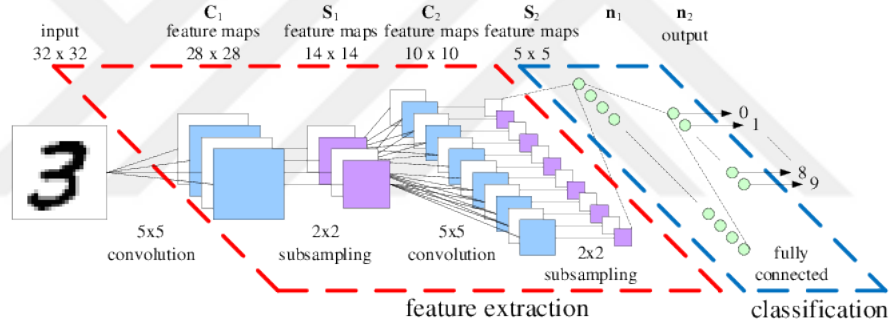 C1 S1 C2 S2 n1 n2
input feature maps feature maps feature maps feature maps output
32 x 32 28 x 28 14 x 14 10 x 10 5 x 5
0
1
8
9
5x5 2x2 5x5 2x2 fully
convolution subsampling convolution subsampling connected
feature extraction classification